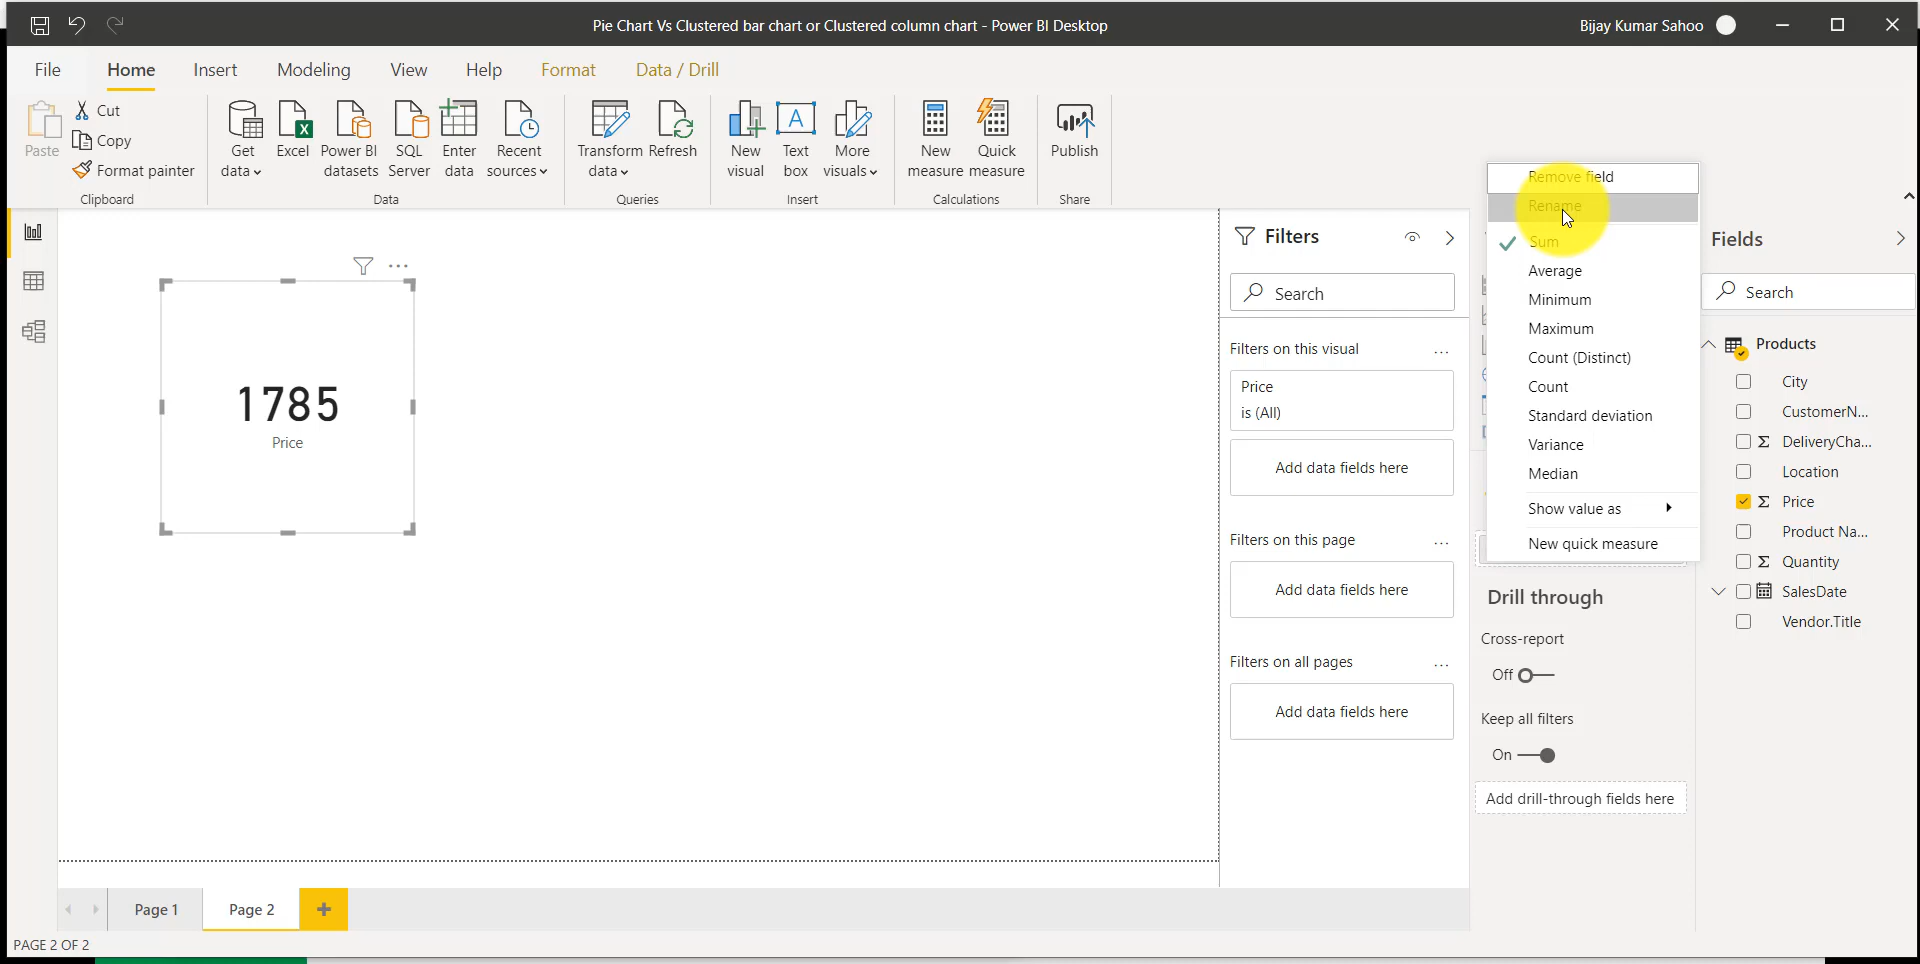 Pie Chart Vs Clustered bar chart or Clustered column chart - Power BI Desktop
Bijay Kumar Sahoo
File
Home
Insert
Modeling
View
Help
Format
Data / Drill
Paste
Cut
Copy
Format painter
Clipboard
Get data
Excel
Power BI datasets
SQL Server
Enter data
Recent sources
Data
Transform data
Refresh
Queries
New visual
Text box
More visuals
Insert
New measure
Quick measure
Calculations
Publish
Share
1785
Price
Filters
Search
Filters on this visual
...
Price
is (All)
Add data fields here
Filters on this page
...
Add data fields here
Filters on all pages
...
Add data fields here
Remove field
Rename
Sum
Average
Minimum
Maximum
Count (Distinct)
Count
Standard deviation
Variance
Median
Show value as
New quick measure
Drill through
Cross-report
Off
Keep all filters
On
Add drill-through fields here
Fields
Search
Products
City
CustomerN...
DeliveryCha...
Location
Price
Product Na...
Quantity
SalesDate
Vendor.Title
Page 1
Page 2
PAGE 2 OF 2